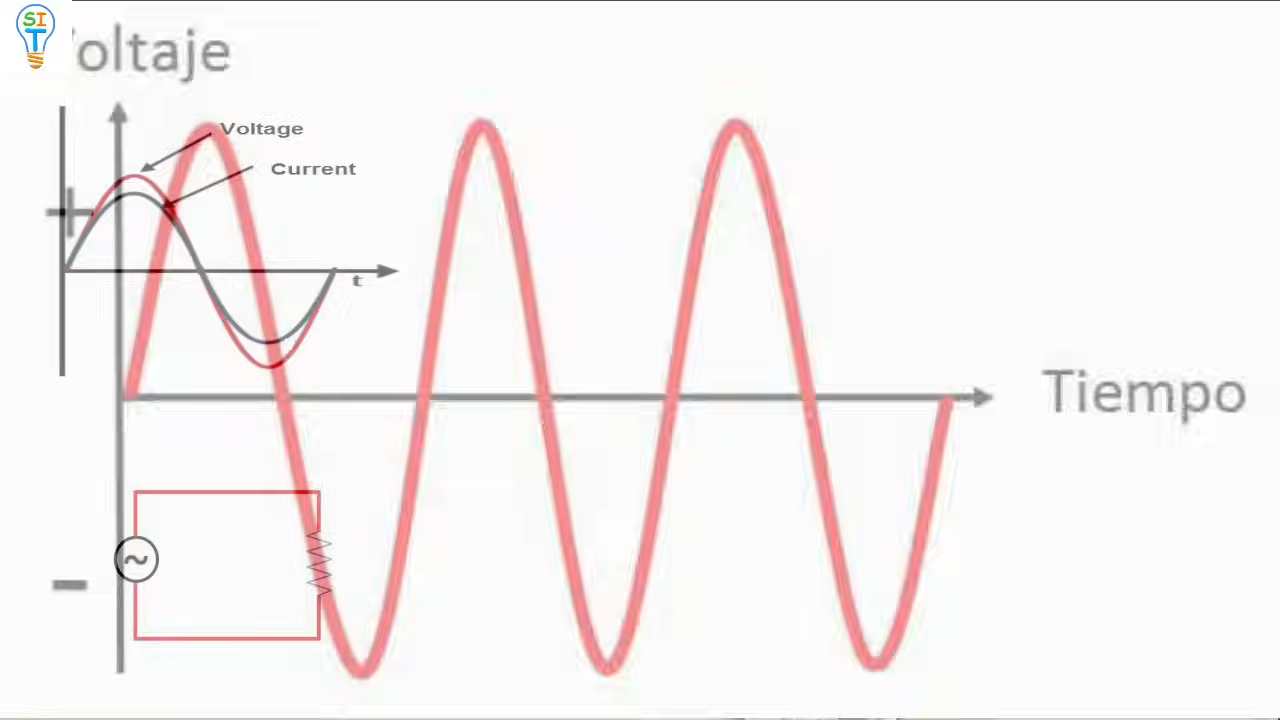 SI
T
oltaje
Voltage
Current
+
t
Tiempo
~
-